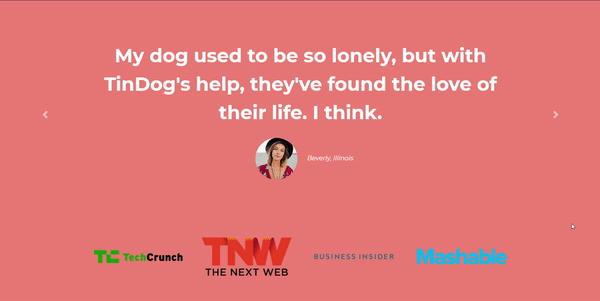 My dog used to be so lonely, but with
TinDog's help, they've found the love of
their life. I think.
Beverly, Illinois
TC TechCrunch
TNW
THE NEXT WEB
BUSINESS INSIDER
Mashable